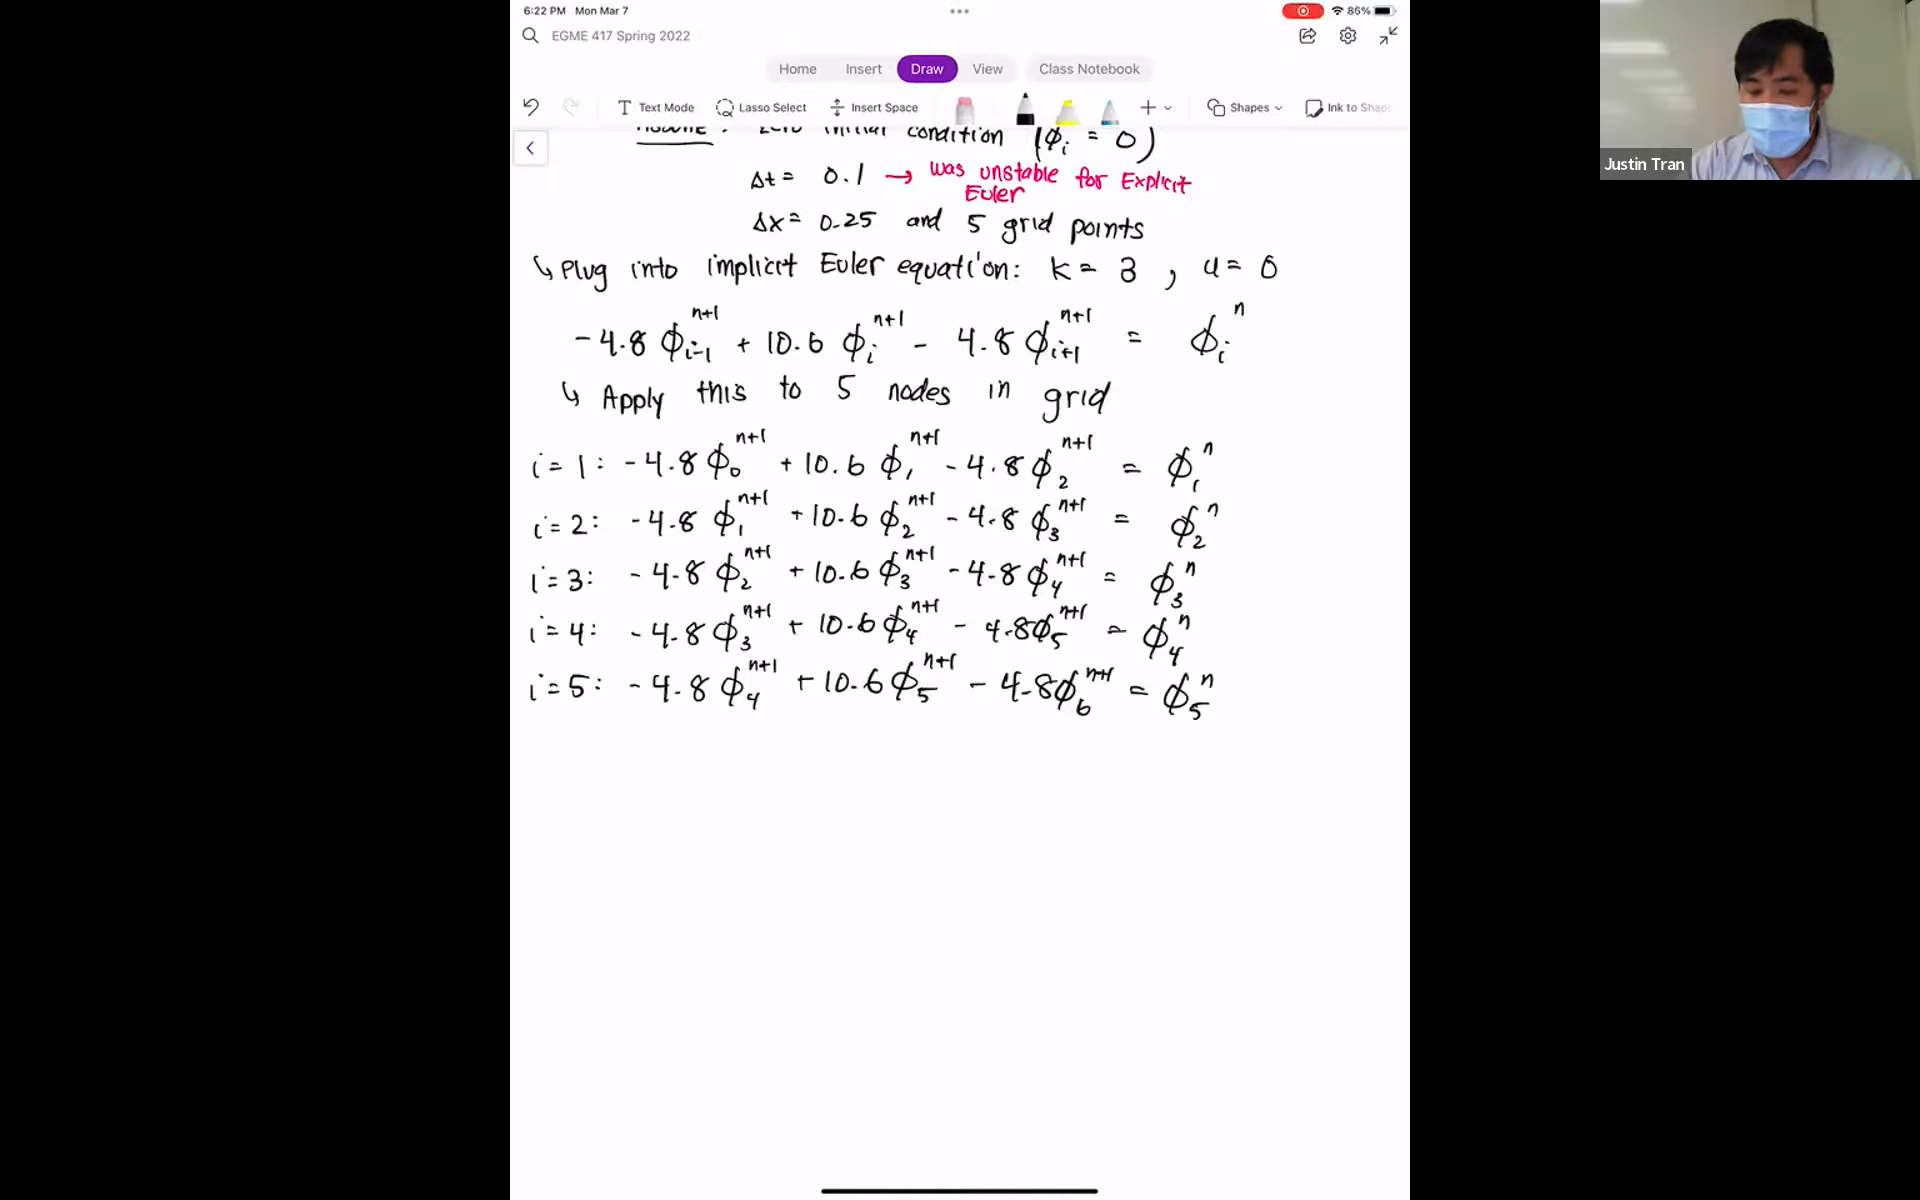 6:22 PM Mon Mar 7
86%
EGME 417 Spring 2022
Home Insert Draw View Class Notebook
Text Mode Lasso Select Insert Space Shapes Ink to Shape
Assume: zero initial condition (ϕᵢ = 0)
Δt = 0.1 → was unstable for Explicit
Euler
Δx = 0.25 and 5 grid points
↳ Plug into implicit Euler equation: k = 3, u = 0
-4.8 ϕᵢ₋₁ⁿ⁺¹ + 10.6 ϕᵢⁿ⁺¹ - 4.8 ϕᵢ₊₁ⁿ⁺¹ = ϕᵢⁿ
↳ Apply this to 5 nodes in grid
i=1: -4.8 ϕ₀ⁿ⁺¹ + 10.6 ϕ₁ⁿ⁺¹ - 4.8 ϕ₂ⁿ⁺¹ = ϕ₁ⁿ
i=2: -4.8 ϕ₁ⁿ⁺¹ + 10.6 ϕ₂ⁿ⁺¹ - 4.8 ϕ₃ⁿ⁺¹ = ϕ₂ⁿ
i=3: -4.8 ϕ₂ⁿ⁺¹ + 10.6 ϕ₃ⁿ⁺¹ - 4.8 ϕ₄ⁿ⁺¹ = ϕ₃ⁿ
i=4: -4.8 ϕ₃ⁿ⁺¹ + 10.6 ϕ₄ⁿ⁺¹ - 4.8 ϕ₅ⁿ⁺¹ = ϕ₄ⁿ
i=5: -4.8 ϕ₄ⁿ⁺¹ + 10.6 ϕ₅ⁿ⁺¹ - 4.8 ϕ₆ⁿ⁺¹ = ϕ₅ⁿ
Justin Tran